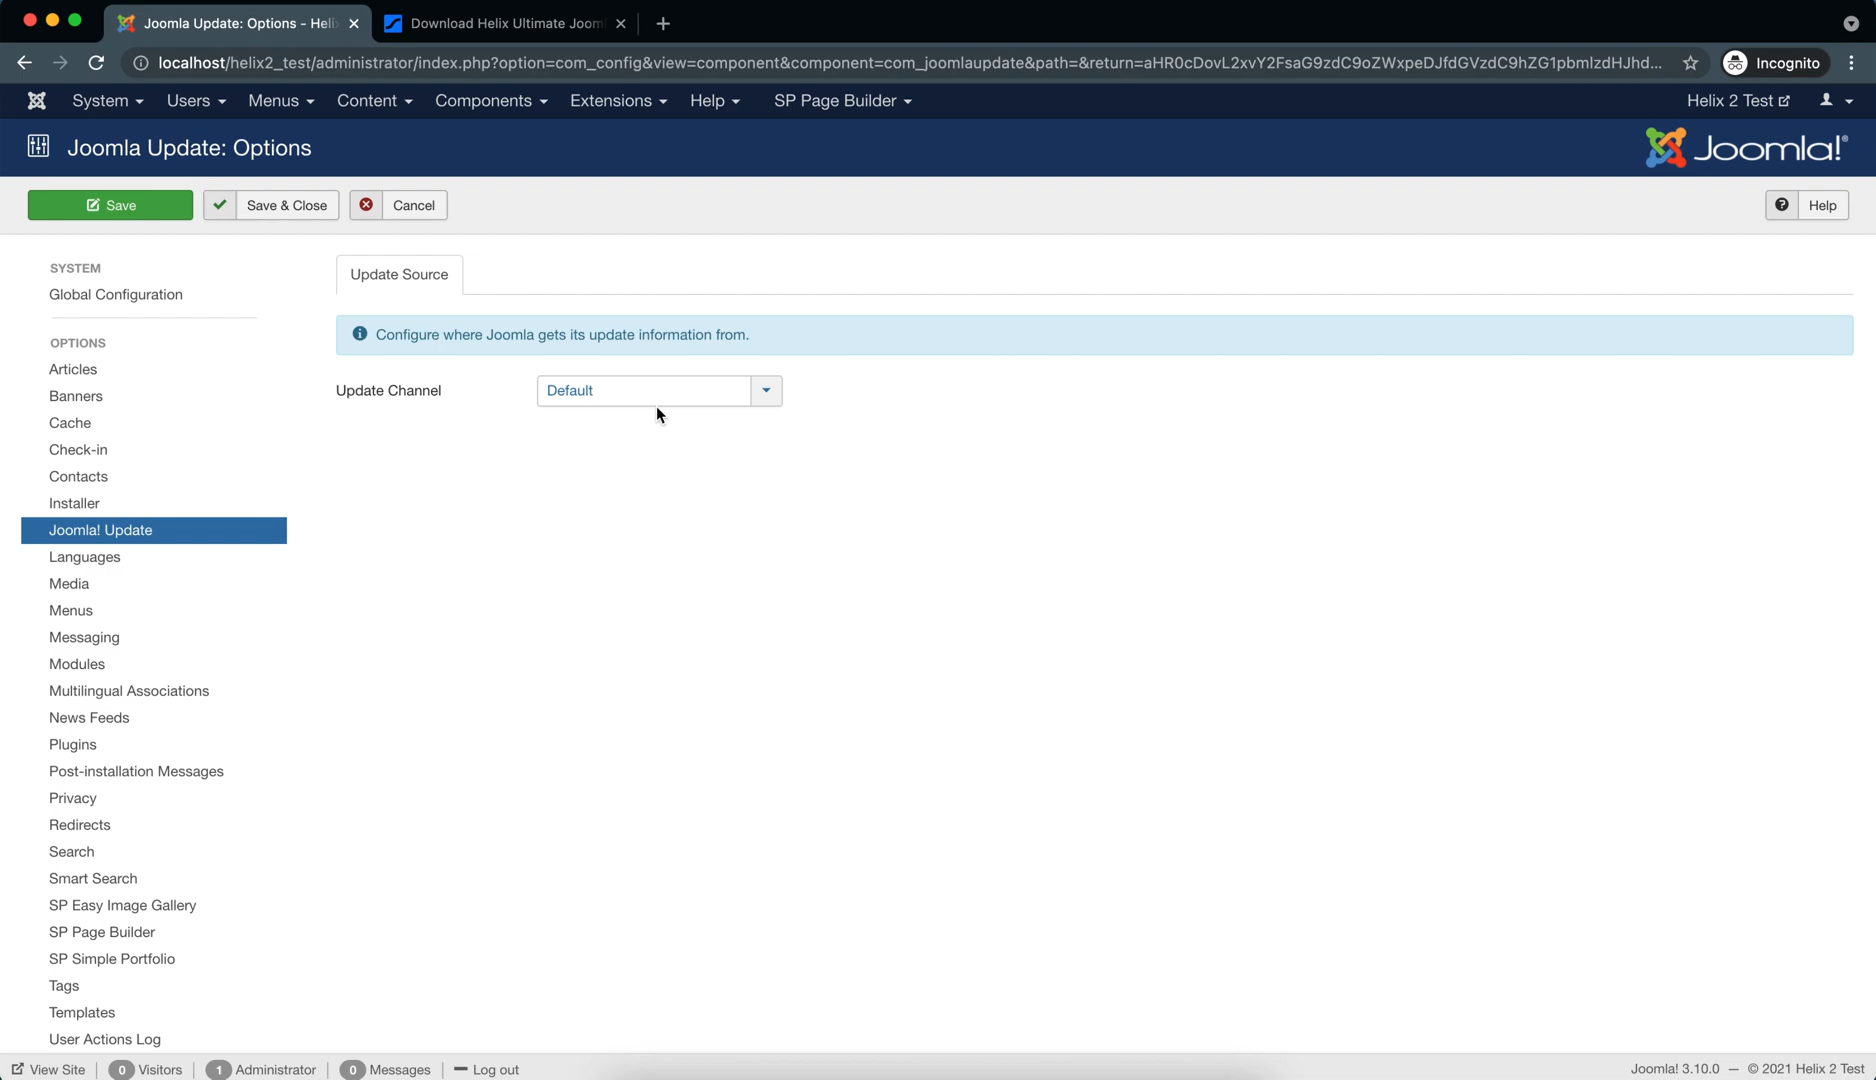 Joomla Update: Options - Heli
Download Helix Ultimate Joom
localhost/helix2_test/administrator/index.php?option=com_config&view=component&component=com_joomlaupdate&path=&return=aHR0cDovL2xvY2FsaG9zdC9oZWxpeDJfdGVzdC9hZG1pbmlzdHJhd...
Incognito
System Users Menus Content Components Extensions Help SP Page Builder Helix 2 Test
Joomla Update: Options Joomla!®
Save Save & Close Cancel Help
SYSTEM
Global Configuration
OPTIONS
Articles
Banners
Cache
Check-in
Contacts
Installer
Joomla! Update
Languages
Media
Menus
Messaging
Modules
Multilingual Associations
News Feeds
Plugins
Post-installation Messages
Privacy
Redirects
Search
Smart Search
SP Easy Image Gallery
SP Page Builder
SP Simple Portfolio
Tags
Templates
User Actions Log
Update Source
Configure where Joomla gets its update information from.
Update Channel Default
View Site 0 Visitors 1 Administrator 0 Messages Log out Joomla! 3.10.0 — © 2021 Helix 2 Test